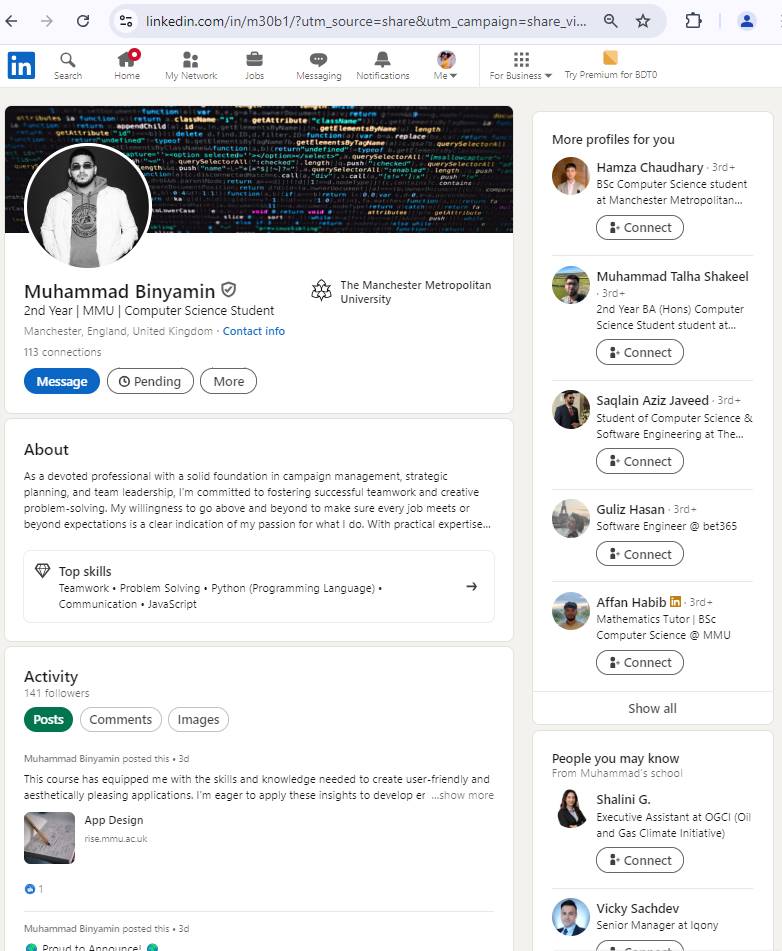 linkedin.com/in/m30b1/?utm_source=share&utm_campaign=share_vi...
in
Search
Home
My Network
Jobs
Messaging
Notifications
Me
For Business
Try Premium for BDT0
Muhammad Binyamin
2nd Year | MMU | Computer Science Student
Manchester, England, United Kingdom · Contact info
113 connections
The Manchester Metropolitan
University
Message
Pending
More
About
As a devoted professional with a solid foundation in campaign management, strategic
planning, and team leadership, I'm committed to fostering successful teamwork and creative
problem-solving. My willingness to go above and beyond to make sure every job meets or
beyond expectations is a clear indication of my passion for what I do. With practical expertise...
Top skills
Teamwork • Problem Solving • Python (Programming Language) •
Communication • JavaScript
Activity
141 followers
Posts
Comments
Images
Muhammad Binyamin posted this • 3d
This course has equipped me with the skills and knowledge needed to create user-friendly and
aesthetically pleasing applications. I'm eager to apply these insights to develop er ...show more
App Design
rise.mmu.ac.uk
1
Muhammad Binyamin posted this • 3d
Proud to Announce!
More profiles for you
Hamza Chaudhary · 3rd+
BSc Computer Science student
at Manchester Metropolitan...
Connect
Muhammad Talha Shakeel
· 3rd+
2nd Year BA (Hons) Computer
Science Student student at...
Connect
Saqlain Aziz Javeed · 3rd+
Student of Computer Science &
Software Engineering at The...
Connect
Guliz Hasan · 3rd+
Software Engineer @ bet365
Connect
Affan Habib in · 3rd+
Mathematics Tutor | BSc
Computer Science @ MMU
Connect
Show all
People you may know
From Muhammad's school
Shalini G.
Executive Assistant at OGCI (Oil
and Gas Climate Initiative)
Connect
Vicky Sachdev
Senior Manager at Iqony